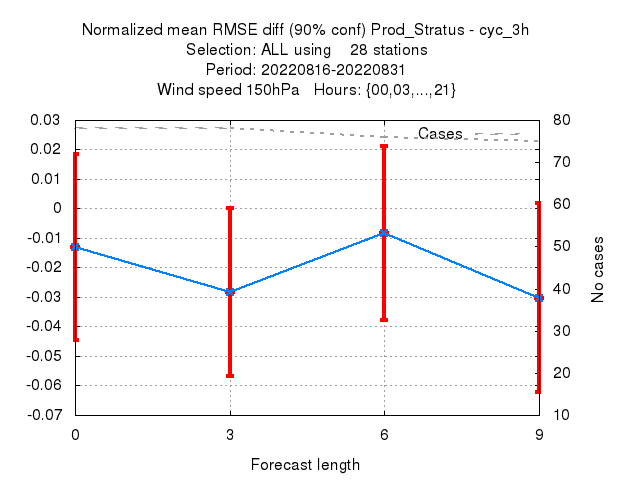 Normalized mean RMSE diff (90% conf) Prod_Stratus - cyc_3h
Selection: ALL using    28 stations
Period: 20220816-20220831
Wind speed 150hPa   Hours: {00,03,...,21}
0.03
0.02
0.01
0
-0.01
-0.02
-0.03
-0.04
-0.05
-0.06
-0.07
Cases
80
70
60
50
40
30
20
10
No cases
0 3 6 9
Forecast length